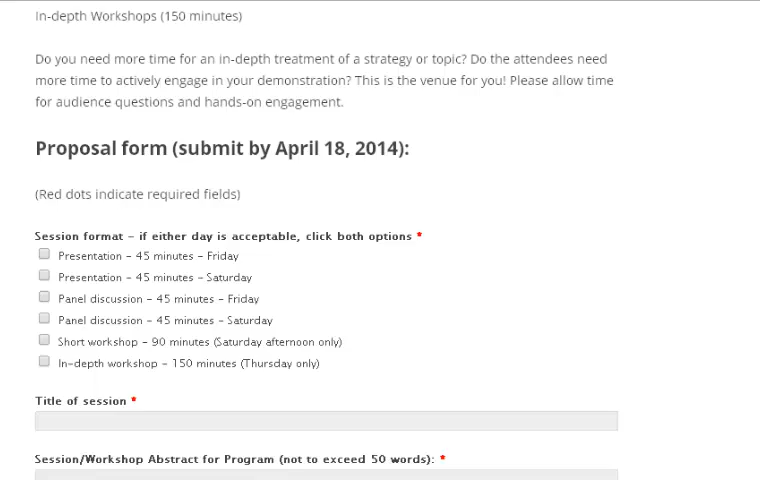 In-depth Workshops (150 minutes)
Do you need more time for an in-depth treatment of a strategy or topic? Do the attendees need
more time to actively engage in your demonstration? This is the venue for you! Please allow time
for audience questions and hands-on engagement.
Proposal form (submit by April 18, 2014):
(Red dots indicate required fields)
Session format – if either day is acceptable, click both options *
Presentation – 45 minutes – Friday
Presentation – 45 minutes – Saturday
Panel discussion – 45 minutes – Friday
Panel discussion – 45 minutes – Saturday
Short workshop – 90 minutes (Saturday afternoon only)
In-depth workshop – 150 minutes (Thursday only)
Title of session *
Session/Workshop Abstract for Program (not to exceed 50 words): *